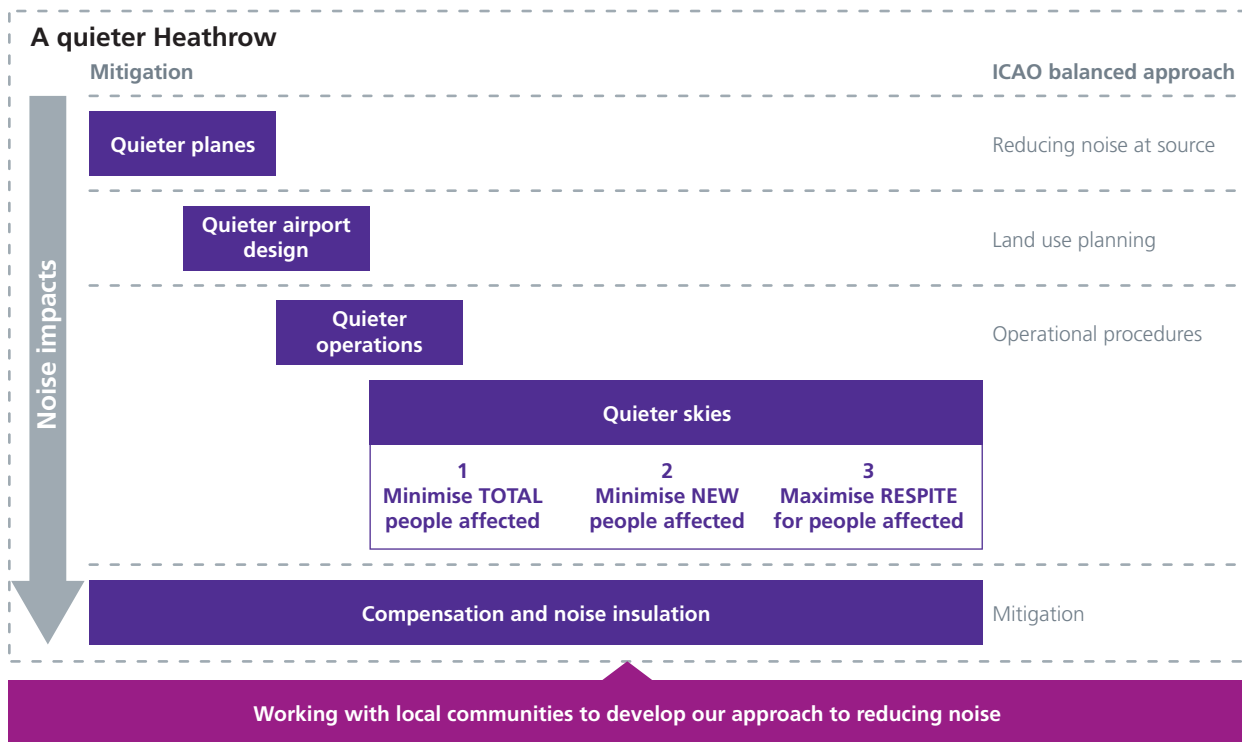 A quieter Heathrow
Mitigation
ICAO balanced approach
Noise impacts
Quieter planes
Reducing noise at source
Quieter airport
design
Land use planning
Quieter
operations
Operational procedures
Quieter skies
1
Minimise TOTAL
people affected
2
Minimise NEW
people affected
3
Maximise RESPITE
for people affected
Compensation and noise insulation
Mitigation
Working with local communities to develop our approach to reducing noise